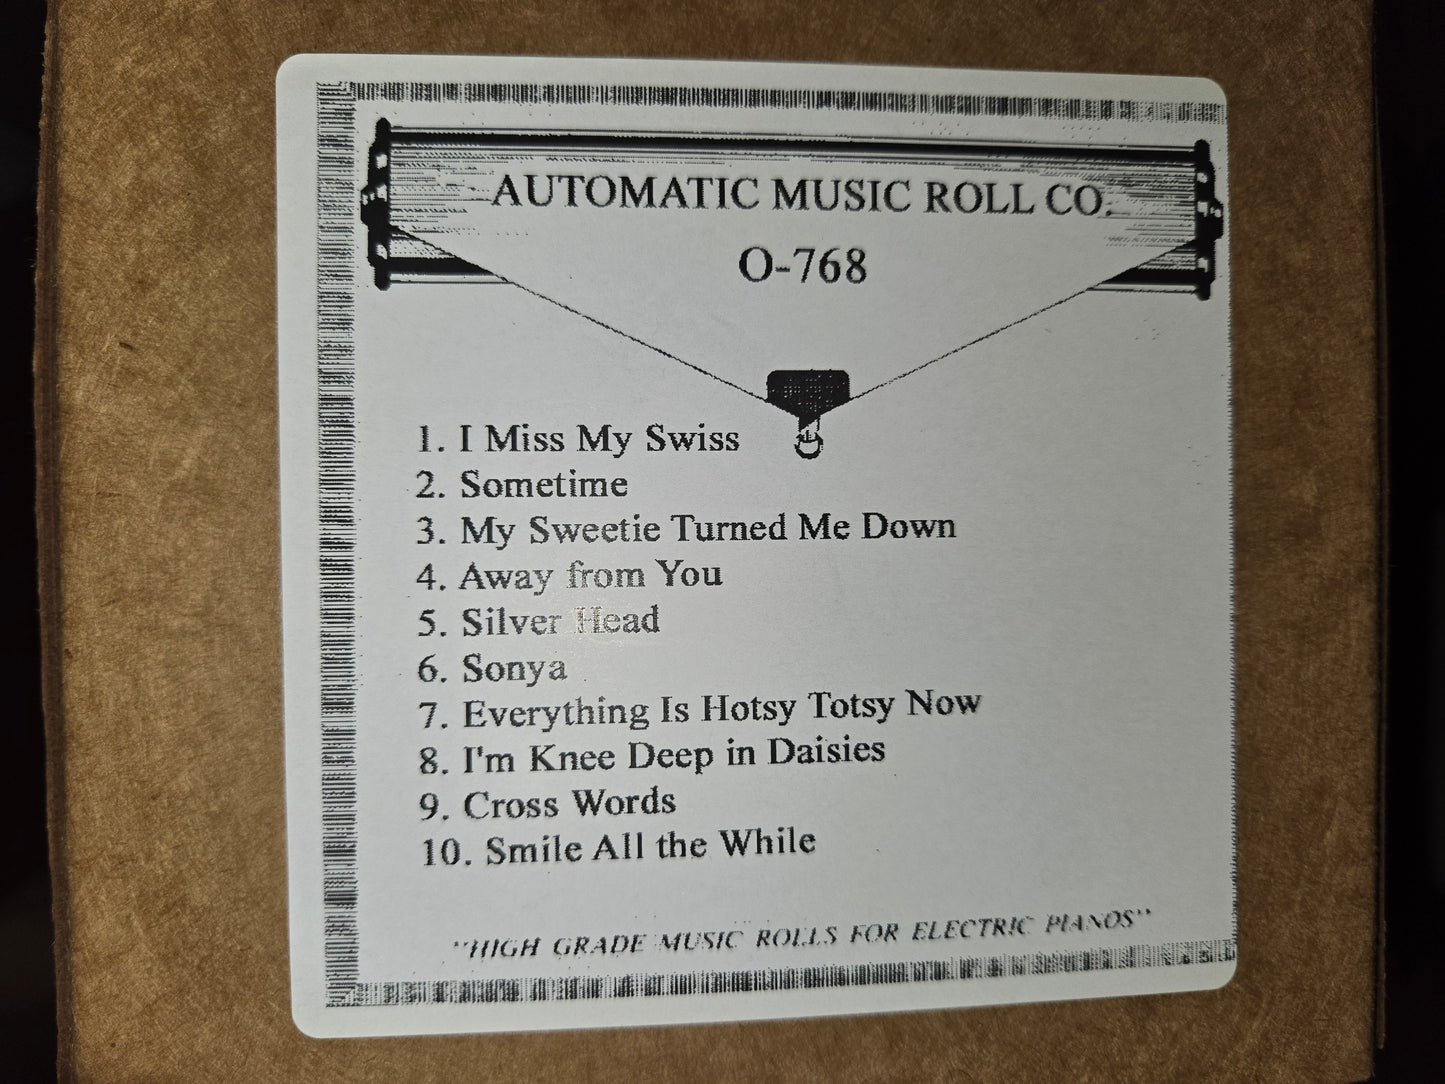 AUTOMATIC MUSIC ROLL CO.
O-768
1. I Miss My Swiss
2. Sometime
3. My Sweetie Turned Me Down
4. Away from You
5. Silver Head
6. Sonya
7. Everything Is Hotsy Totsy Now
8. I'm Knee Deep in Daisies
9. Cross Words
10. Smile All the While
"HIGH GRADE MUSIC ROLLS FOR ELECTRIC PIANOS"